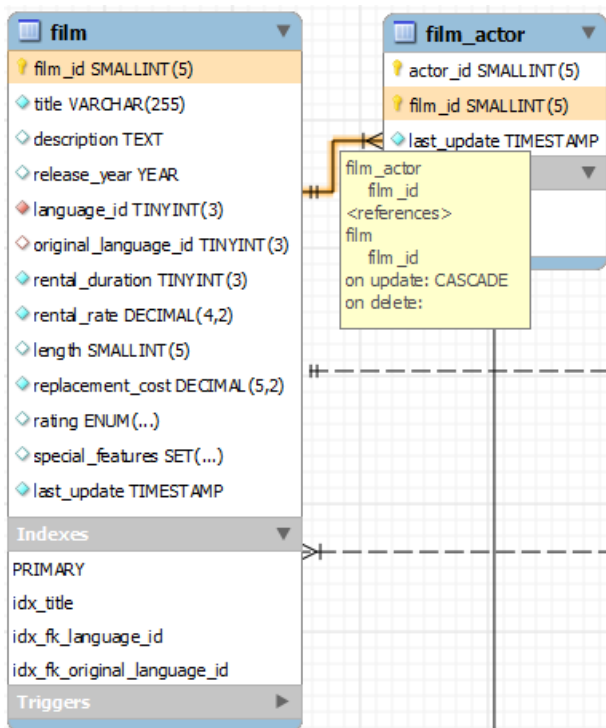 film
film_id SMALLINT(5)
title VARCHAR(255)
description TEXT
release_year YEAR
language_id TINYINT(3)
original_language_id TINYINT(3)
rental_duration TINYINT(3)
rental_rate DECIMAL(4,2)
length SMALLINT(5)
replacement_cost DECIMAL(5,2)
rating ENUM(...)
special_features SET(...)
last_update TIMESTAMP
Indexes
PRIMARY
idx_title
idx_fk_language_id
idx_fk_original_language_id
Triggers
film_actor
actor_id SMALLINT(5)
film_id SMALLINT(5)
last_update TIMESTAMP
film_actor
film_id
<references>
film
film_id
on update: CASCADE
on delete: